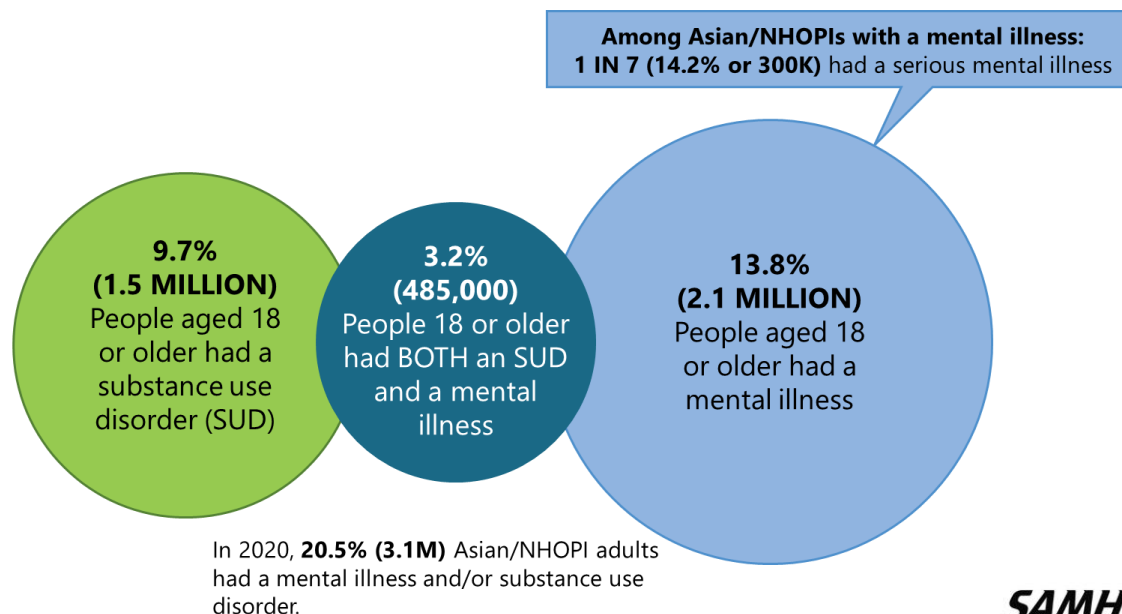 Among Asian/NHOPIs with a mental illness:
1 IN 7 (14.2% or 300K) had a serious mental illness
9.7%
(1.5 MILLION)
People aged 18
or older had a
substance use
disorder (SUD)
3.2%
(485,000)
People 18 or older
had BOTH an SUD
and a mental
illness
13.8%
(2.1 MILLION)
People aged 18
or older had a
mental illness
In 2020, 20.5% (3.1M) Asian/NHOPI adults
had a mental illness and/or substance use
disorder.
SAMH